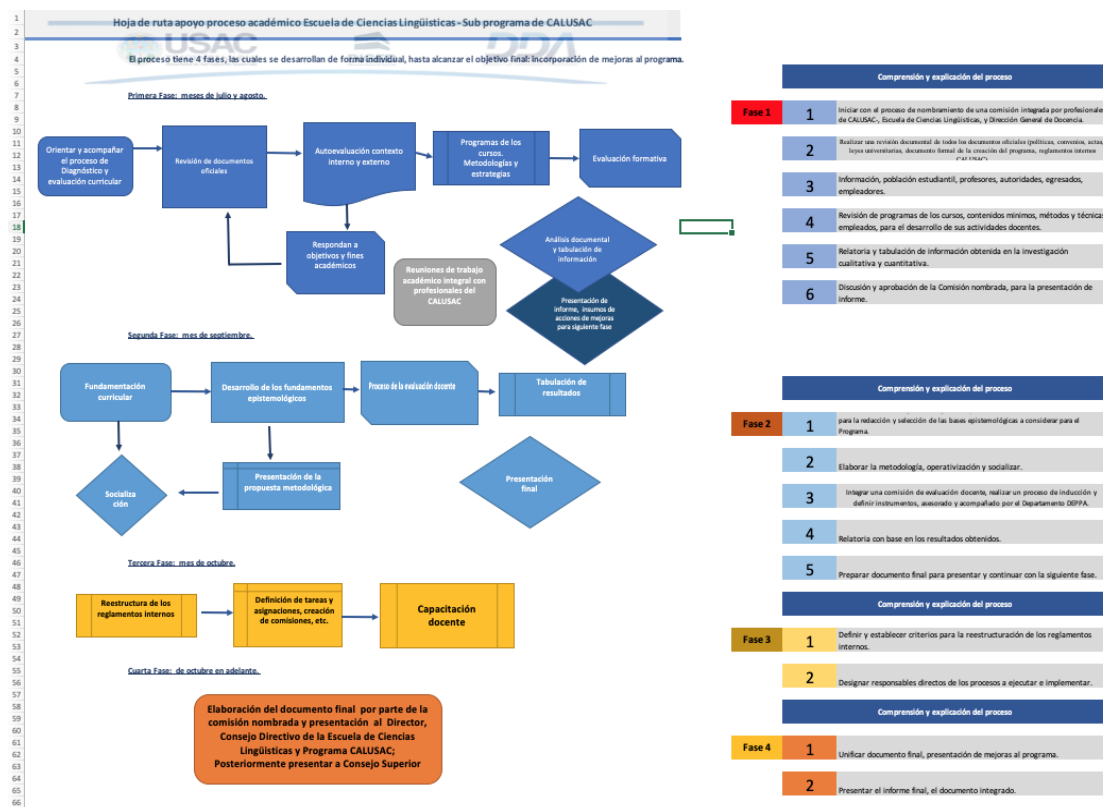 Hoja de ruta apoyo proceso académico Escuela de Ciencias Lingüisticas - Sub programa de CALUSAC
USAC
DDA
El proceso tiene 4 fases, las cuales se desarrollan de forma individual, hasta alcanzar el objetivo final: incorporación de mejoras al programa.
Primera Fase: meses de julio y agosto.
Orientar y acompañar
el proceso de
Diagnóstico y
evaluación curricular
Revisión de documentos
oficiales
Autoevaluación contexto
interno y externo
Programas de los
cursos.
Metodologías y
estrategias
Evaluación formativa
Respondan a
objetivos y fines
académicos
Reuniones de trabajo
académico integral con
profesionales del
CALUSAC
Análisis documental
y tabulación de
información
Presentación de
informe, insumos de
acciones de mejoras
para siguiente fase
Segunda Fase: mes de septiembre.
Fundamentación
curricular
Desarrollo de los fundamentos
epistemológicos
Proceso de la evaluación docente
Tabulación de
resultados
Socializa
ción
Presentación de la
propuesta metodológica
Presentación
final
Tercera Fase: mes de octubre.
Reestructura de los
reglamentos internos
Definición de tareas y
asignaciones, creación
de comisiones, etc.
Capacitación
docente
Cuarta Fase: de octubre en adelante.
Elaboración del documento final por parte de la
comisión nombrada y presentación al Director,
Consejo Directivo de la Escuela de Ciencias
Lingüisticas y Programa CALUSAC;
Posteriormente presentar a Consejo Superior
Comprensión y explicación del proceso
Fase 1
1 Iniciar con el proceso de nombramiento de una comisión integrada por profesionales
de CALUSAC-, Escuela de Ciencias Lingüisticas, y Dirección General de Docencia.
2 Realizar una revisión documental de todos los documentos oficiales (políticas, convenios, actas,
leyes universitarias, documento formal de la creación del programa, reglamentos internos
CALUSAC)
3 Información, población estudiantil, profesores, autoridades, egresados,
empleadores.
4 Revisión de programas de los cursos, contenidos minimos, métodos y técnicas
empleados, para el desarrollo de sus actividades docentes.
5 Relatoria y tabulación de información obtenida en la investigación
cualitativa y cuantitativa.
6 Discusión y aprobación de la Comisión nombrada, para la presentación de
informe.
Comprensión y explicación del proceso
Fase 2
1 para la redacción y selección de las bases epistemológicas a considerar para el
Programa.
2 Elaborar la metodología, operativización y socializar.
3 Integrar una comisión de evaluación docente, realizar un proceso de inducción y
definir instrumentos, asesorado y acompañado por el Departamento DEPPA.
4 Relatoria con base en los resultados obtenidos.
5 Preparar documento final para presentar y continuar con la siguiente fase.
Comprensión y explicación del proceso
Fase 3
1 Definir y establecer criterios para la reestructuración de los reglamentos
internos.
2 Designar responsables directos de los procesos a ejecutar e implementar.
Comprensión y explicación del proceso
Fase 4
1 Unificar documento final, presentación de mejoras al programa.
2 Presentar el informe final, el documento integrado.